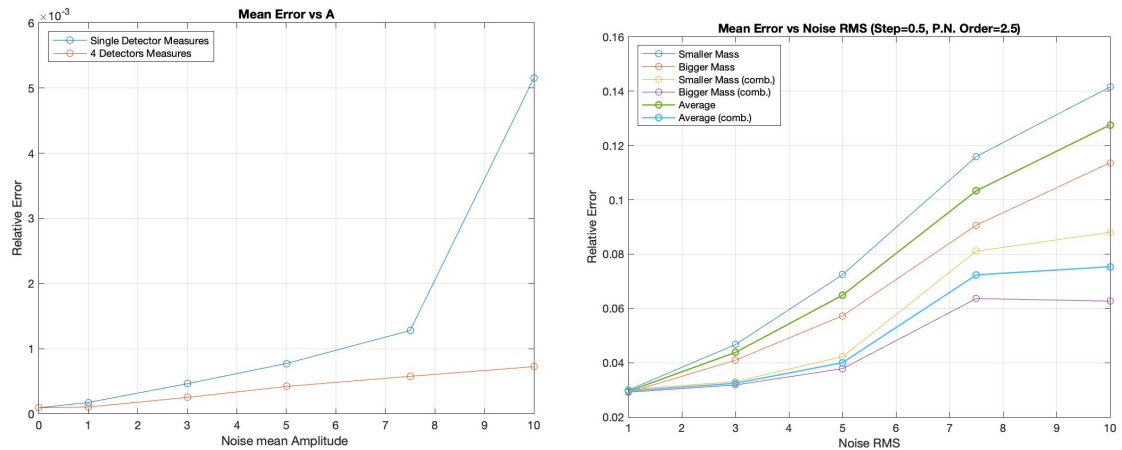 Mean Error vs A
×10-3
6
5
4
3
2
1
0
Relative Error
Single Detector Measures
4 Detectors Measures
0 1 2 3 4 5 6 7 8 9 10
Noise mean Amplitude
Mean Error vs Noise RMS (Step=0.5, P.N. Order=2.5)
0.16
0.14
0.12
0.1
0.08
0.06
0.04
0.02
Relative Error
Smaller Mass
Bigger Mass
Smaller Mass (comb.)
Bigger Mass (comb.)
Average
Average (comb.)
1 2 3 4 5 6 7 8 9 10
Noise RMS